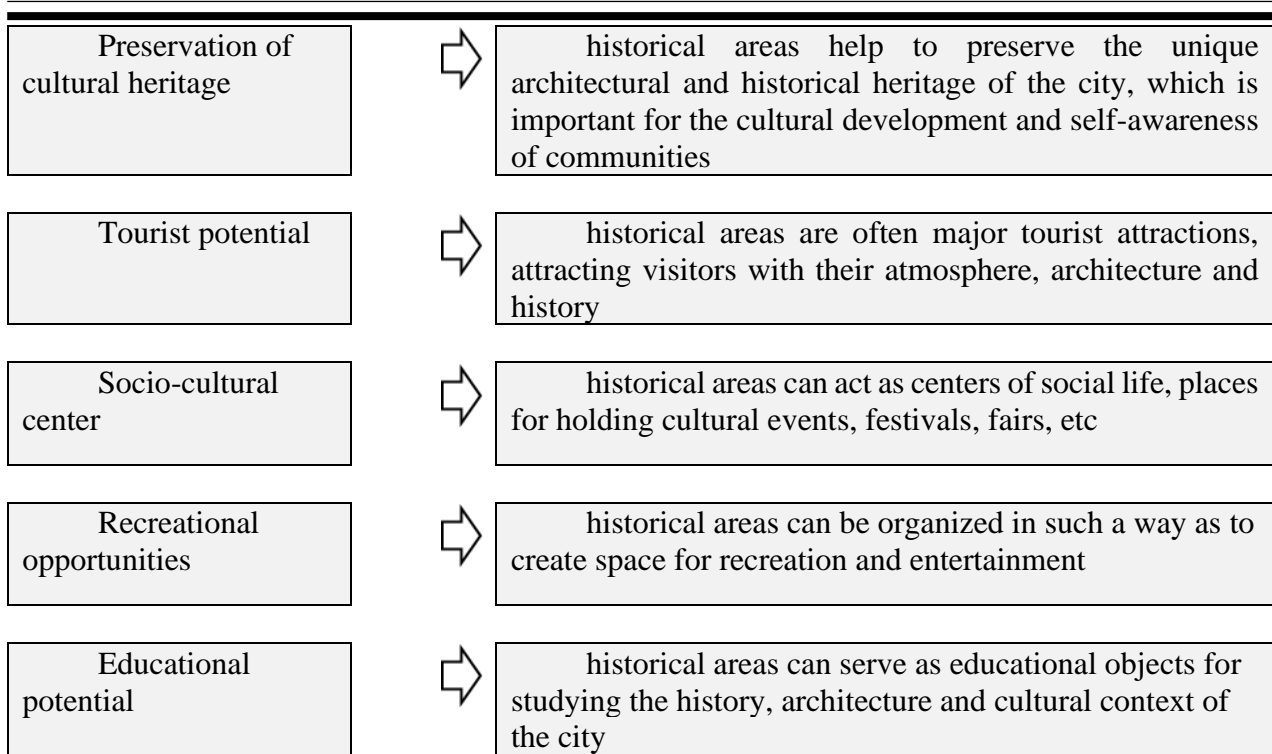 Preservation of
cultural heritage
historical areas help to preserve the unique
architectural and historical heritage of the city, which is
important for the cultural development and self-awareness
of communities
Tourist potential
historical areas are often major tourist attractions,
attracting visitors with their atmosphere, architecture and
history
Socio-cultural
center
historical areas can act as centers of social life, places
for holding cultural events, festivals, fairs, etc
Recreational
opportunities
historical areas can be organized in such a way as to
create space for recreation and entertainment
Educational
potential
historical areas can serve as educational objects for
studying the history, architecture and cultural context of
the city